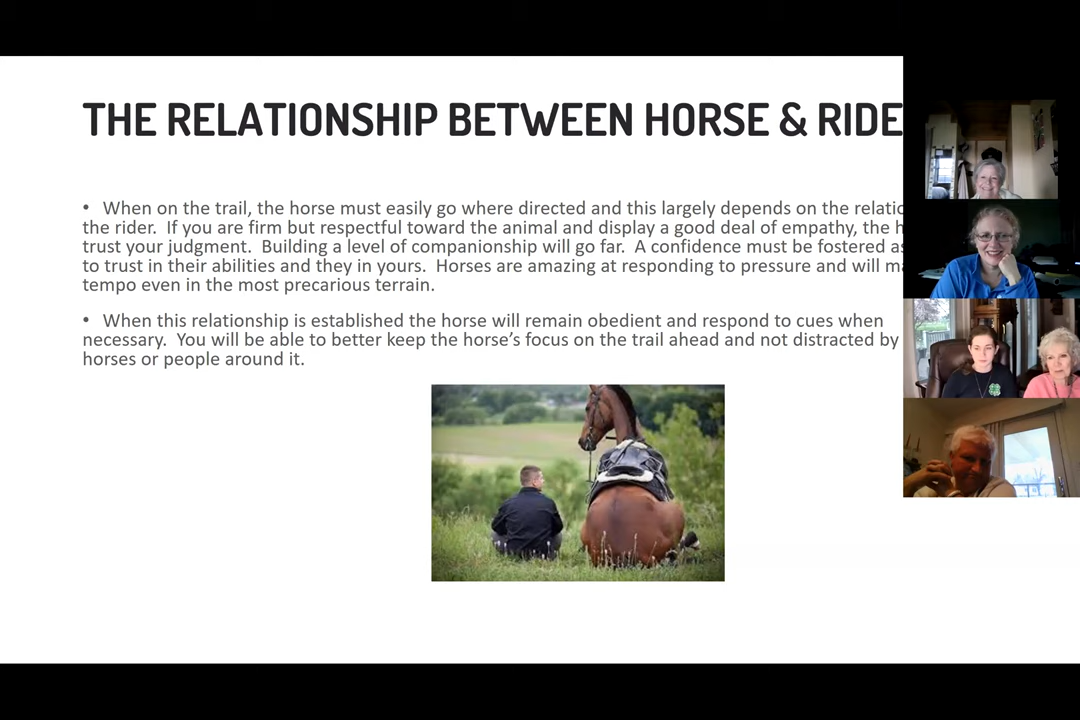 THE RELATIONSHIP BETWEEN HORSE & RIDE
• When on the trail, the horse must easily go where directed and this largely depends on the
the rider.  If you are firm but respectful toward the animal and display a good deal of empathy, the
trust your judgment.  Building a level of companionship will go far.  A confidence must be fostered
to trust in their abilities and they in yours.  Horses are amazing at responding to pressure and will
tempo even in the most precarious terrain.
• When this relationship is established the horse will remain obedient and respond to cues when
necessary.  You will be able to better keep the horse's focus on the trail ahead and not distracted by
horses or people around it.